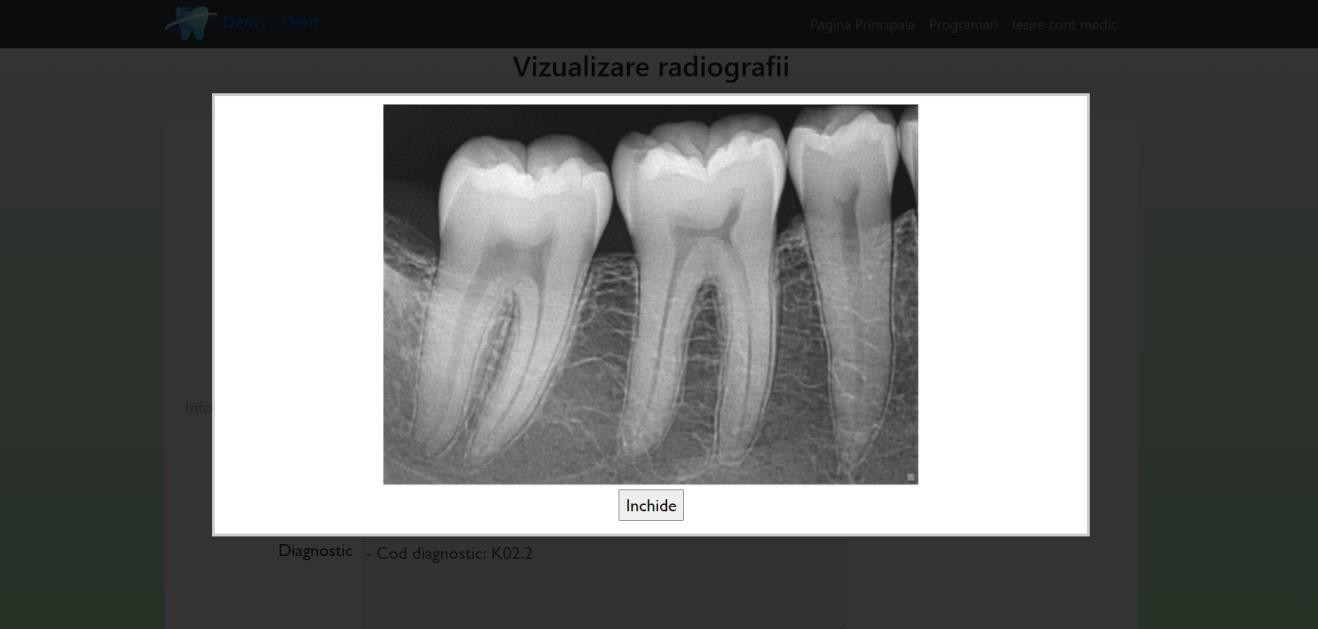 Denis - Dent
Pagina Principala Programari Iesire cont medic
Vizualizare radiografii
Inchide
Diagnostic
- Cod diagnostic: K02.2